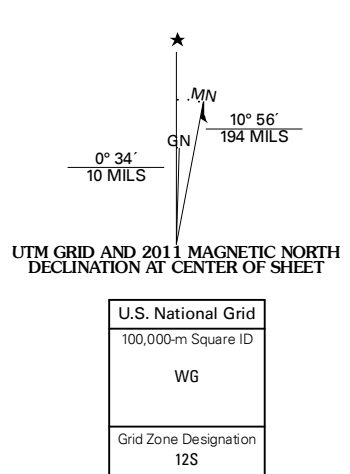 ★
MN
10° 56´
194 MILS
GN
0° 34´
10 MILS
UTM GRID AND 2011 MAGNETIC NORTH
DECLINATION AT CENTER OF SHEET
U.S. National Grid
100,000-m Square ID
WG
Grid Zone Designation
12S